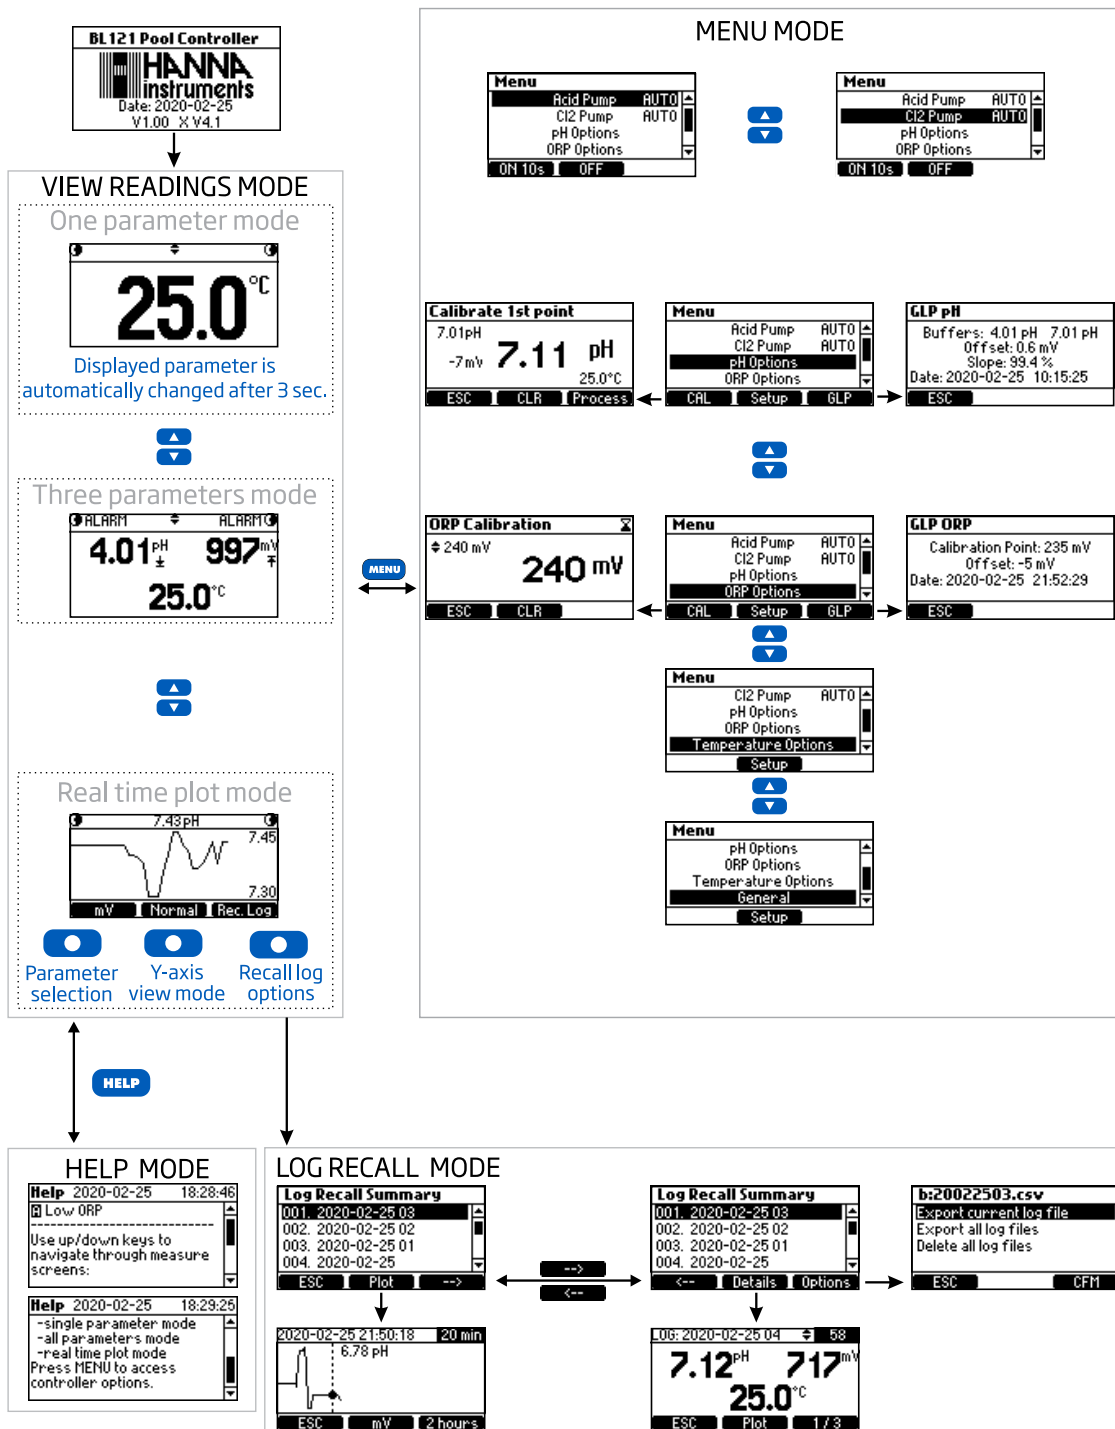 BL121 Pool Controller
HANNA
instruments
Date: 2020-02-25
V1.00 X V4.1
VIEW READINGS MODE
One parameter mode
25.0°C
Displayed parameter is
automatically changed after 3 sec.
Three parameters mode
ALARM ALARM
4.01 pH 997 mV
25.0°C
Real time plot mode
7.43pH
7.45
7.30
mV Normal Rec. Log
Parameter selection
Y-axis view mode
Recall log options
MENU
HELP
MENU MODE
Menu
Acid Pump AUTO
Cl2 Pump AUTO
pH Options
ORP Options
ON 10s OFF
Menu
Acid Pump AUTO
Cl2 Pump AUTO
pH Options
ORP Options
ON 10s OFF
Calibrate 1st point
7.01pH
-7mV 7.11 pH
25.0°C
ESC CLR Process
Menu
Acid Pump AUTO
Cl2 Pump AUTO
pH Options
ORP Options
CAL Setup GLP
GLP pH
Buffers: 4.01 pH 7.01 pH
Offset: 0.6 mV
Slope: 99.4 %
Date: 2020-02-25 10:15:25
ESC
ORP Calibration
240 mV
240 mV
ESC CLR
Menu
Acid Pump AUTO
Cl2 Pump AUTO
pH Options
ORP Options
CAL Setup GLP
GLP ORP
Calibration Point: 235 mV
Offset: -5 mV
Date: 2020-02-25 21:52:29
ESC
Menu
Cl2 Pump AUTO
pH Options
ORP Options
Temperature Options
Setup
Menu
pH Options
ORP Options
Temperature Options
General
Setup
HELP MODE
Help 2020-02-25 18:28:46
Low ORP
------------------------------
Use up/down keys to
navigate through measure
screens:
Help 2020-02-25 18:29:25
-single parameter mode
-all parameters mode
-real time plot mode
Press MENU to access
controller options.
LOG RECALL MODE
Log Recall Summary
001. 2020-02-25 03
002. 2020-02-25 02
003. 2020-02-25 01
004. 2020-02-25
ESC Plot -->
-->
<--
Log Recall Summary
001. 2020-02-25 03
002. 2020-02-25 02
003. 2020-02-25 01
004. 2020-02-25
<-- Details Options
b:20022503.csv
Export current log file
Export all log files
Delete all log files
ESC CFM
2020-02-25 21:50:18 20 min
6.78 pH
ESC mV 2 hours
LOG: 2020-02-25 04 58
7.12 pH 717 mV
25.0°C
ESC Plot 1/3